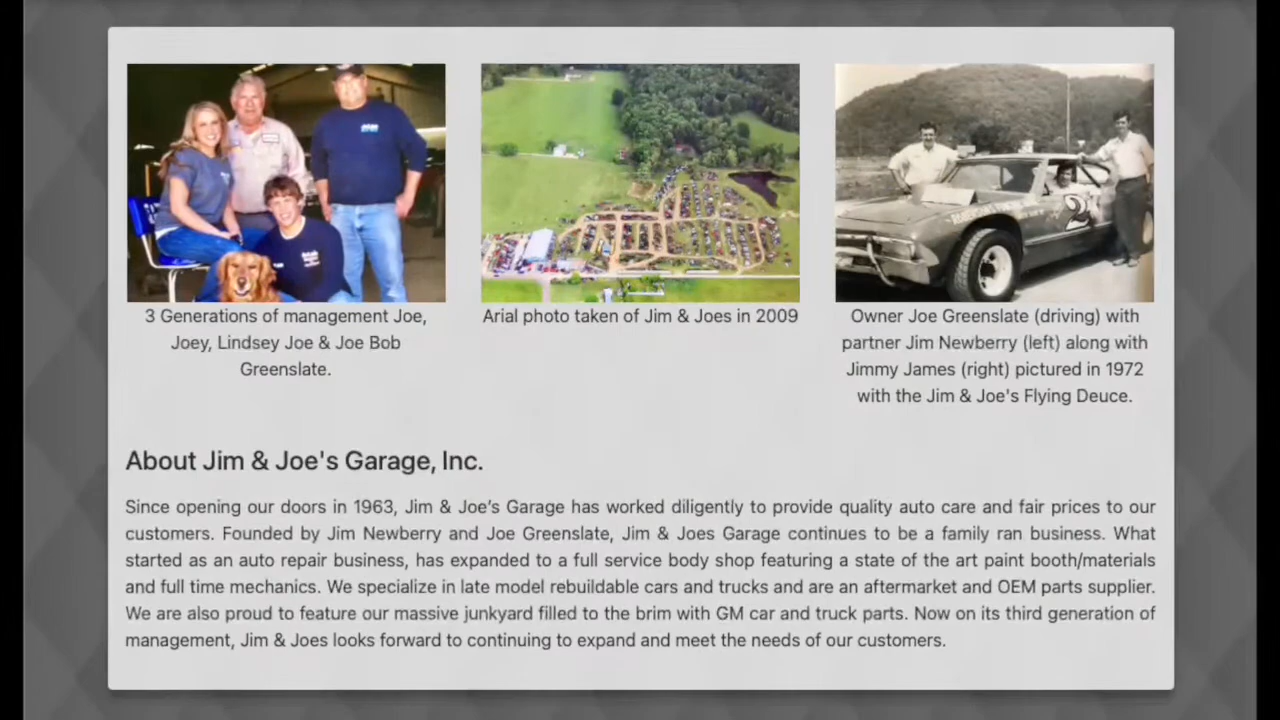 3 Generations of management Joe,
Joey, Lindsey Joe & Joe Bob
Greenslate.
Arial photo taken of Jim & Joes in 2009
2
Owner Joe Greenslate (driving) with
partner Jim Newberry (left) along with
Jimmy James (right) pictured in 1972
with the Jim & Joe's Flying Deuce.
About Jim & Joe's Garage, Inc.
Since opening our doors in 1963, Jim & Joe's Garage has worked diligently to provide quality auto care and fair prices to our
customers. Founded by Jim Newberry and Joe Greenslate, Jim & Joes Garage continues to be a family ran business. What
started as an auto repair business, has expanded to a full service body shop featuring a state of the art paint booth/materials
and full time mechanics. We specialize in late model rebuildable cars and trucks and are an aftermarket and OEM parts supplier.
We are also proud to feature our massive junkyard filled to the brim with GM car and truck parts. Now on its third generation of
management, Jim & Joes looks forward to continuing to expand and meet the needs of our customers.